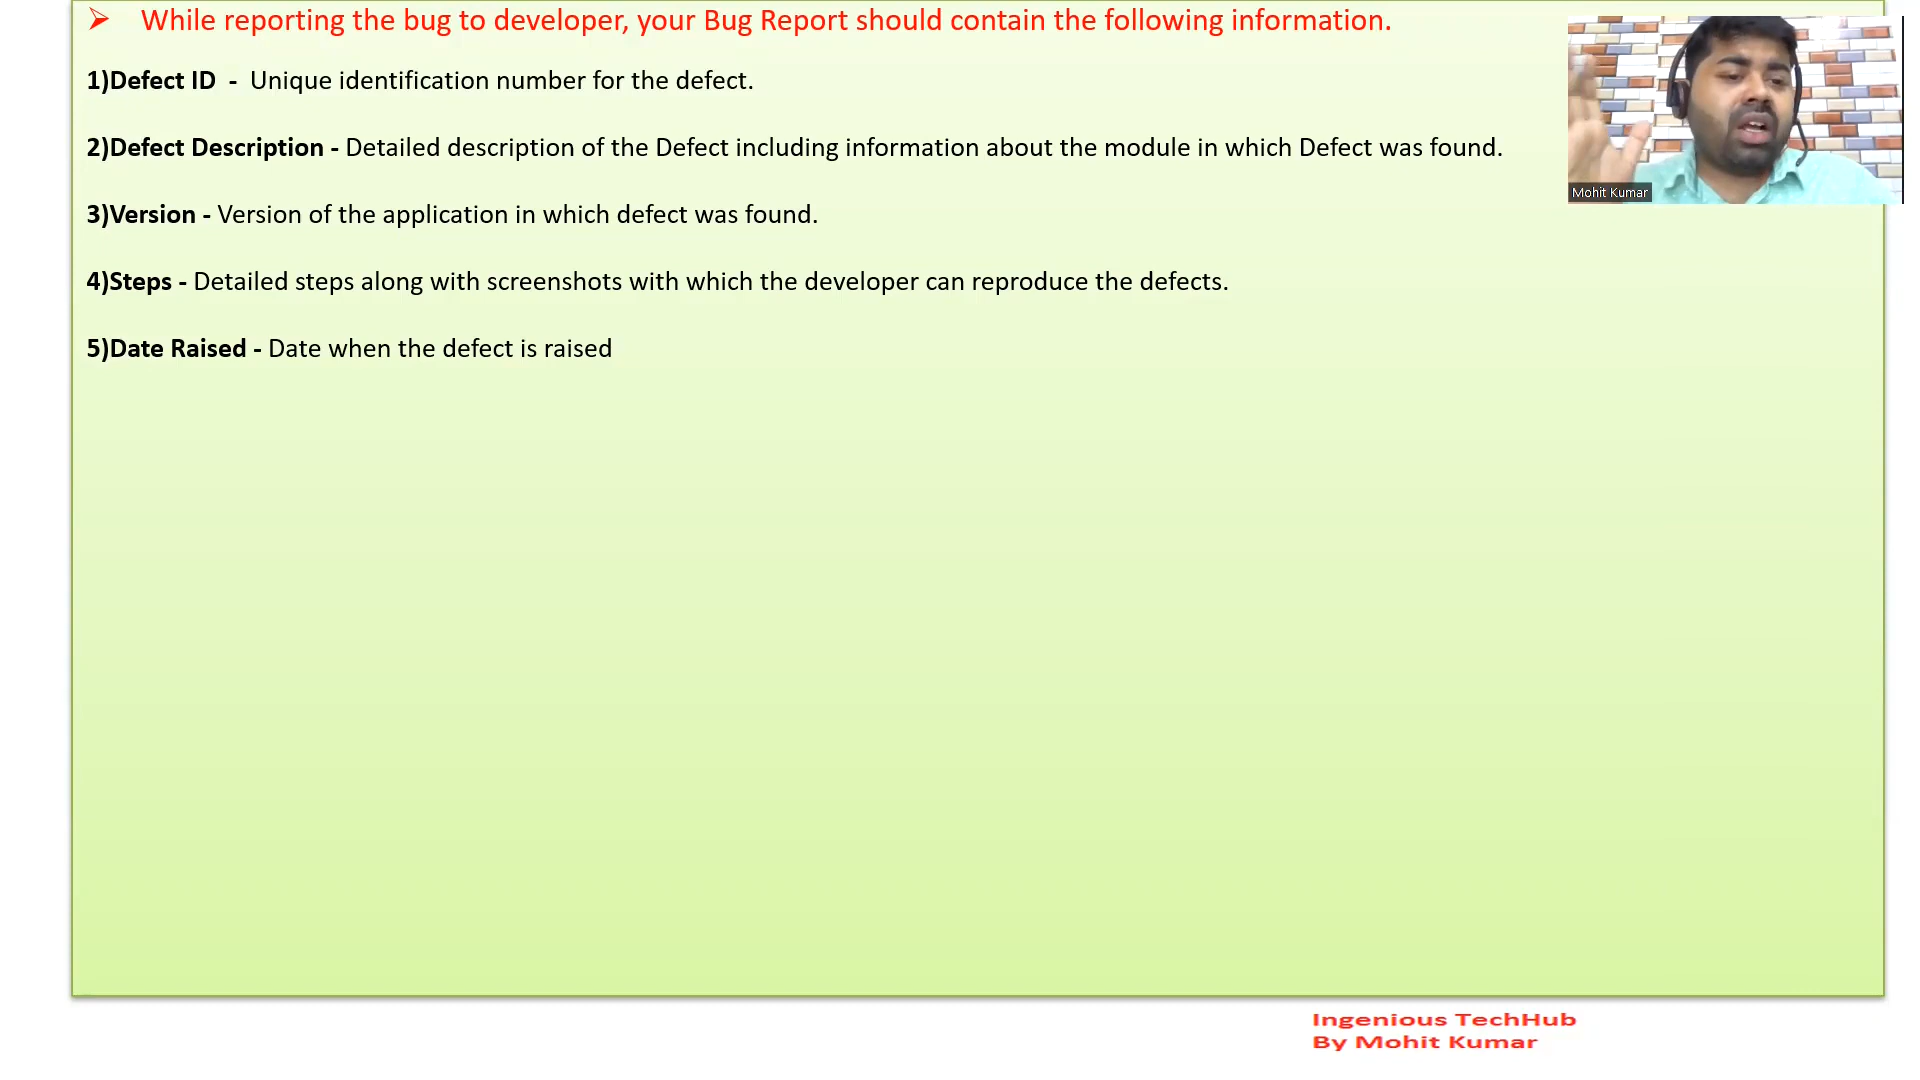 While reporting the bug to developer, your Bug Report should contain the following information.
1)Defect ID - Unique identification number for the defect.
2)Defect Description - Detailed description of the Defect including information about the module in which Defect was found.
3)Version - Version of the application in which defect was found.
4)Steps - Detailed steps along with screenshots with which the developer can reproduce the defects.
5)Date Raised - Date when the defect is raised
Mohit Kumar
Ingenious TechHub
By Mohit Kumar